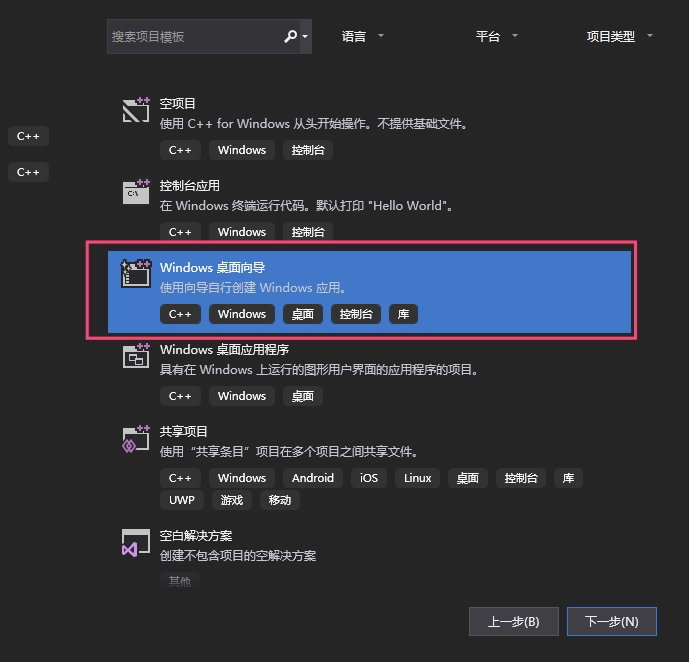 搜索项目模板 语言 平台 项目类型
C++
C++
空项目
使用 C++ for Windows 从头开始操作。不提供基础文件。
C++ Windows 控制台
控制台应用
在 Windows 终端运行代码。默认打印 "Hello World"。
C++ Windows 控制台
Windows 桌面向导
使用向导自行创建 Windows 应用。
C++ Windows 桌面 控制台 库
Windows 桌面应用程序
具有在 Windows 上运行的图形用户界面的应用程序的项目。
C++ Windows 桌面
共享项目
使用“共享条目”项目在多个项目之间共享文件。
C++ Windows Android iOS Linux 桌面 控制台 库
UWP 游戏 移动
空白解决方案
创建不包含项目的空解决方案
其他
上一步(B) 下一步(N)